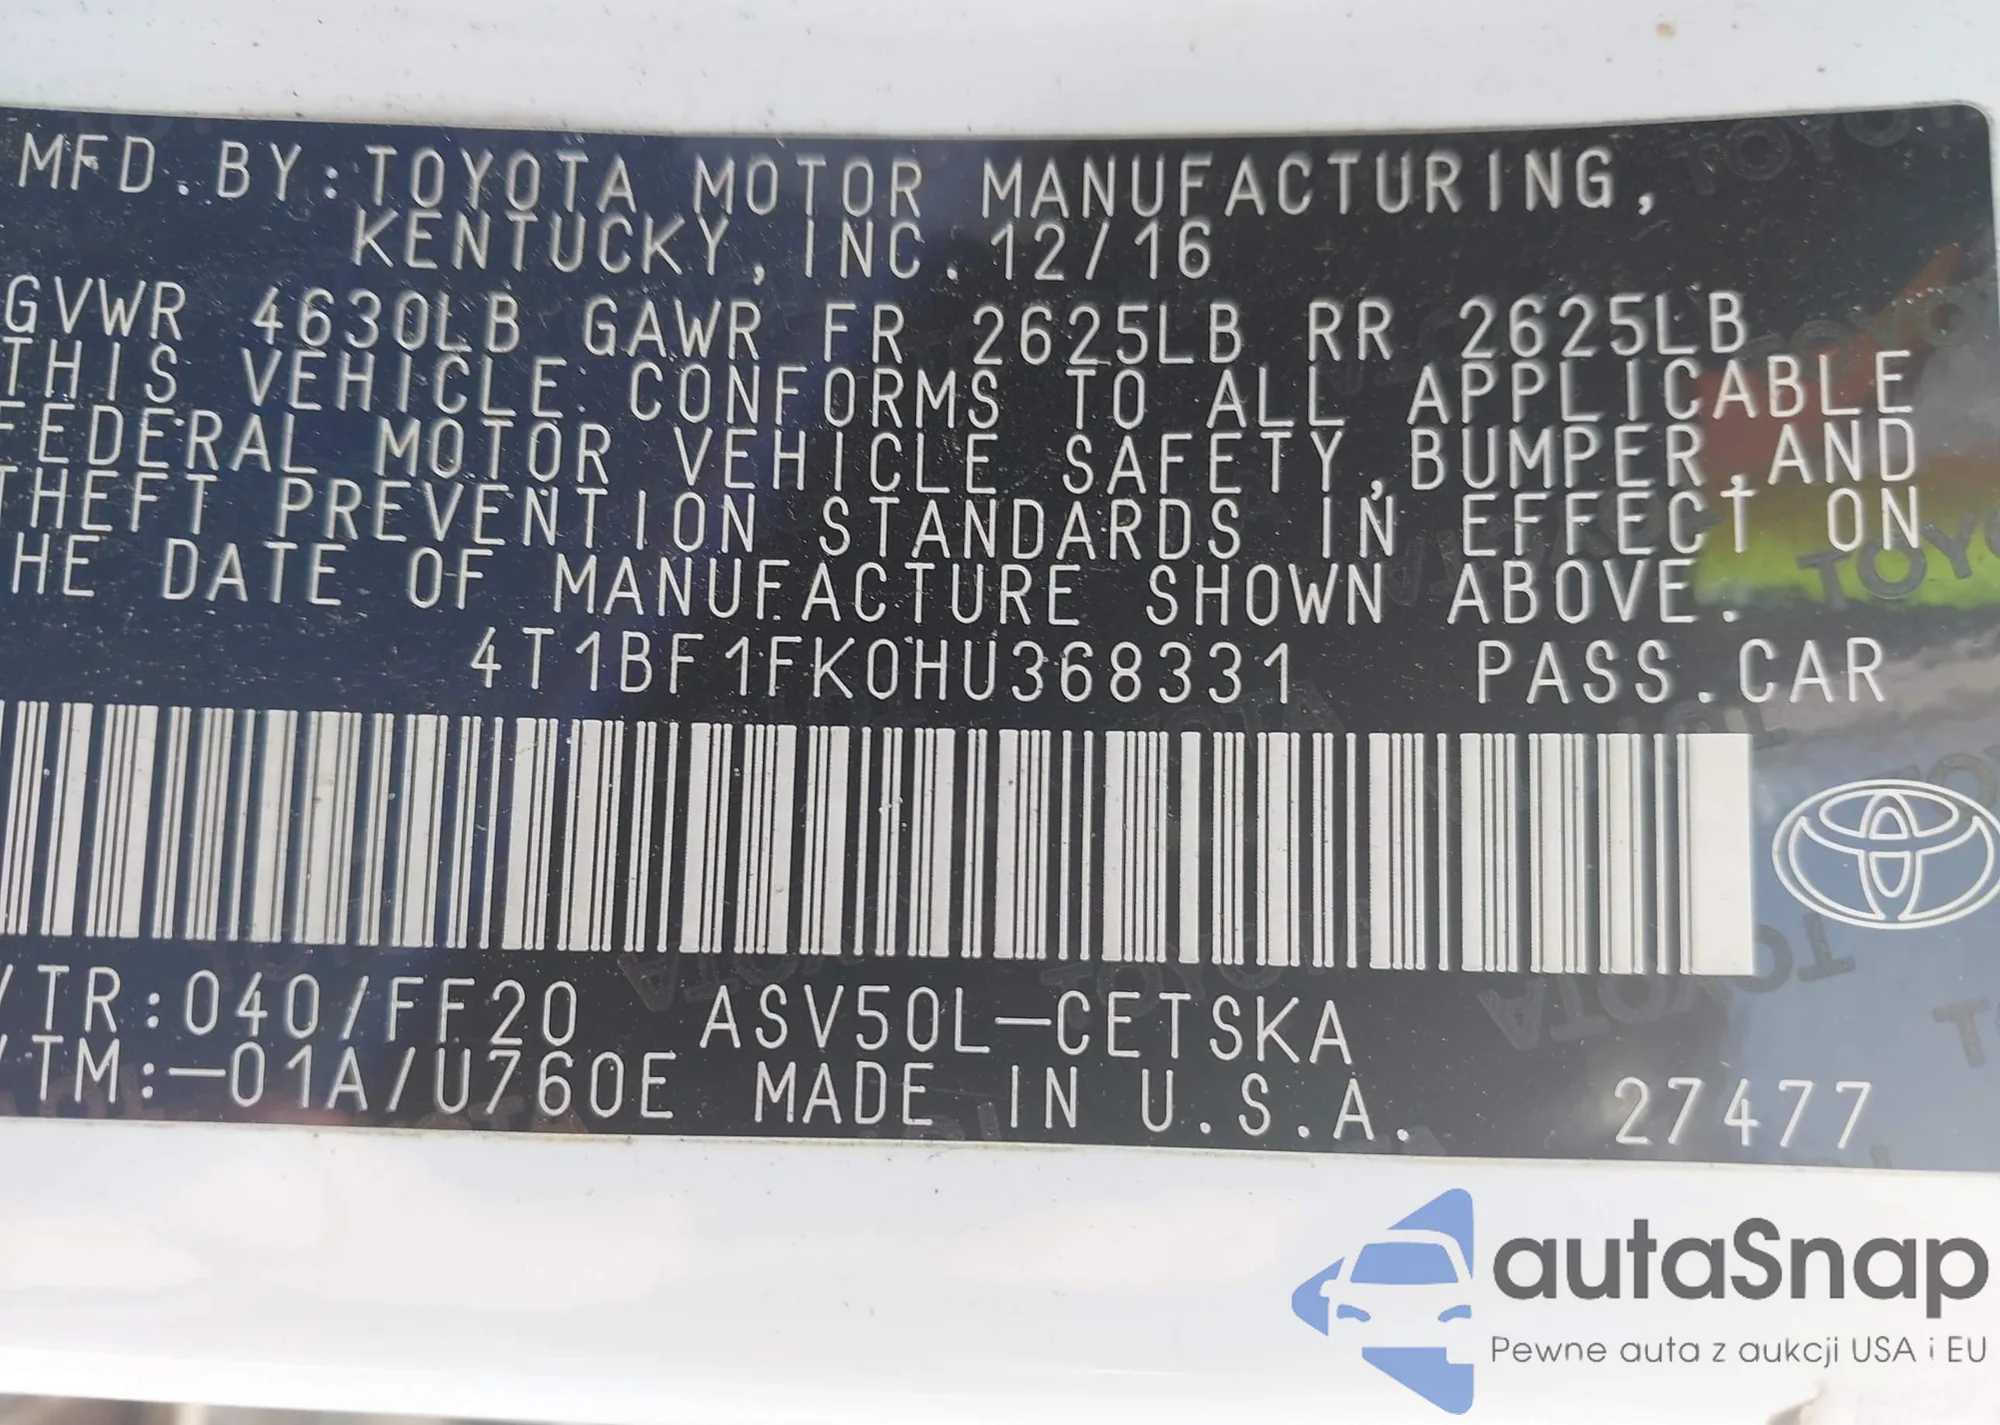 MFD.BY:TOYOTA MOTOR MANUFACTURING,
KENTUCKY, INC. 12/16
GVWR 4630LB GAWR FR 2625LB RR 2625LB
THIS VEHICLE CONFORMS TO ALL APPLICABLE
FEDERAL MOTOR VEHICLE SAFETY,BUMPER,AND
THEFT PREVENTION STANDARDS IN EFFECT ON
HE DATE OF MANUFACTURE SHOWN ABOVE.
4T1BF1FK0HU368331 PASS.CAR
/TR:040/FF20 ASV50L-CETSKA
/TM:-01A/U760E MADE IN U.S.A. 27477
autaSnap
Pewne auta z aukcji USA i EU